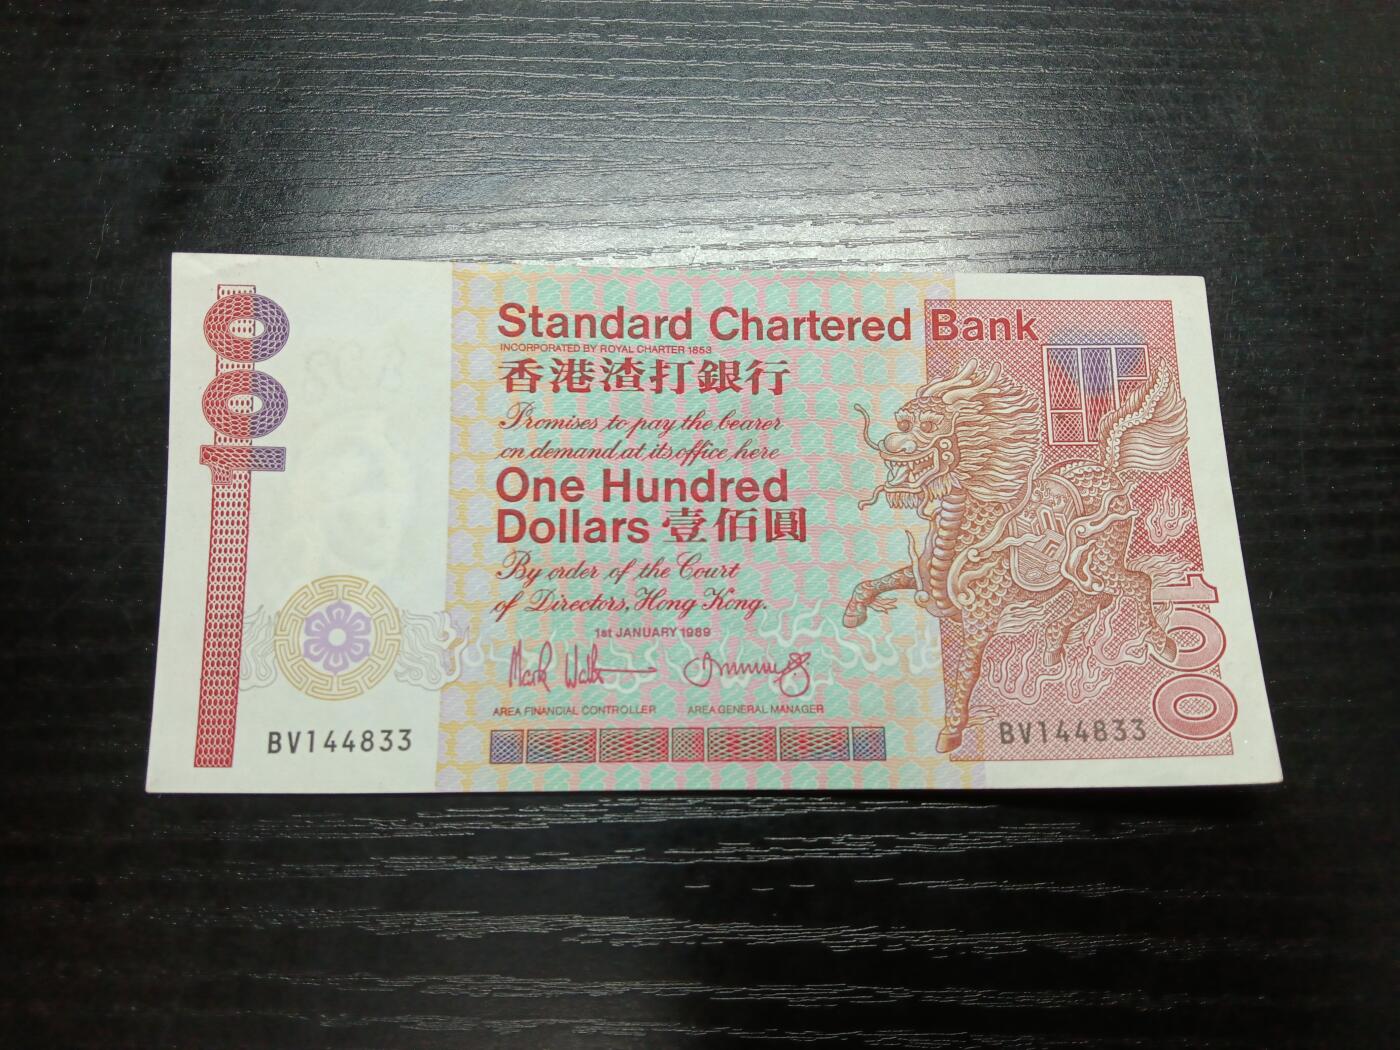 100
Standard Chartered Bank
INCORPORATED BY ROYAL CHARTER 1853
香港渣打銀行
Promises to pay the bearer
on demand at its office here
One Hundred
Dollars 壹佰圓
By order of the Court
of Directors, Hong Kong.
1st JANUARY 1989
AREA FINANCIAL CONTROLLER AREA GENERAL MANAGER
BV144833
BV144833
100